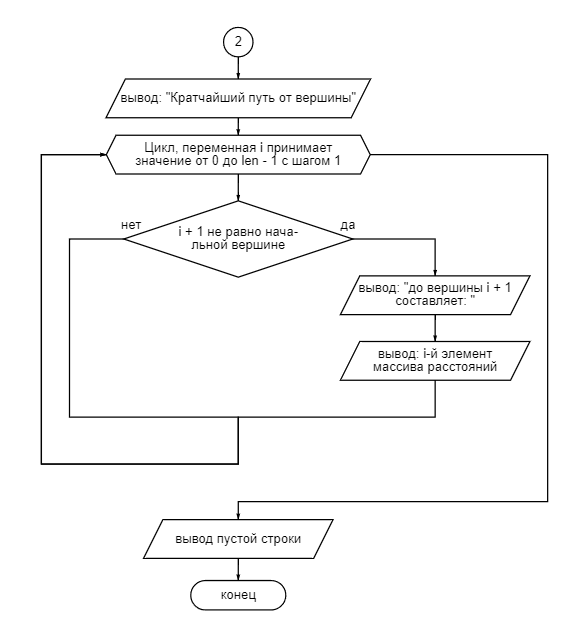 2
вывод: "Кратчайший путь от вершины"
Цикл, переменная i принимает
значение от 0 до len - 1 с шагом 1
нет
да
i + 1 не равно нача-
льной вершине
вывод: "до вершины i + 1
составляет: "
вывод: i-й элемент
массива расстояний
вывод пустой строки
конец